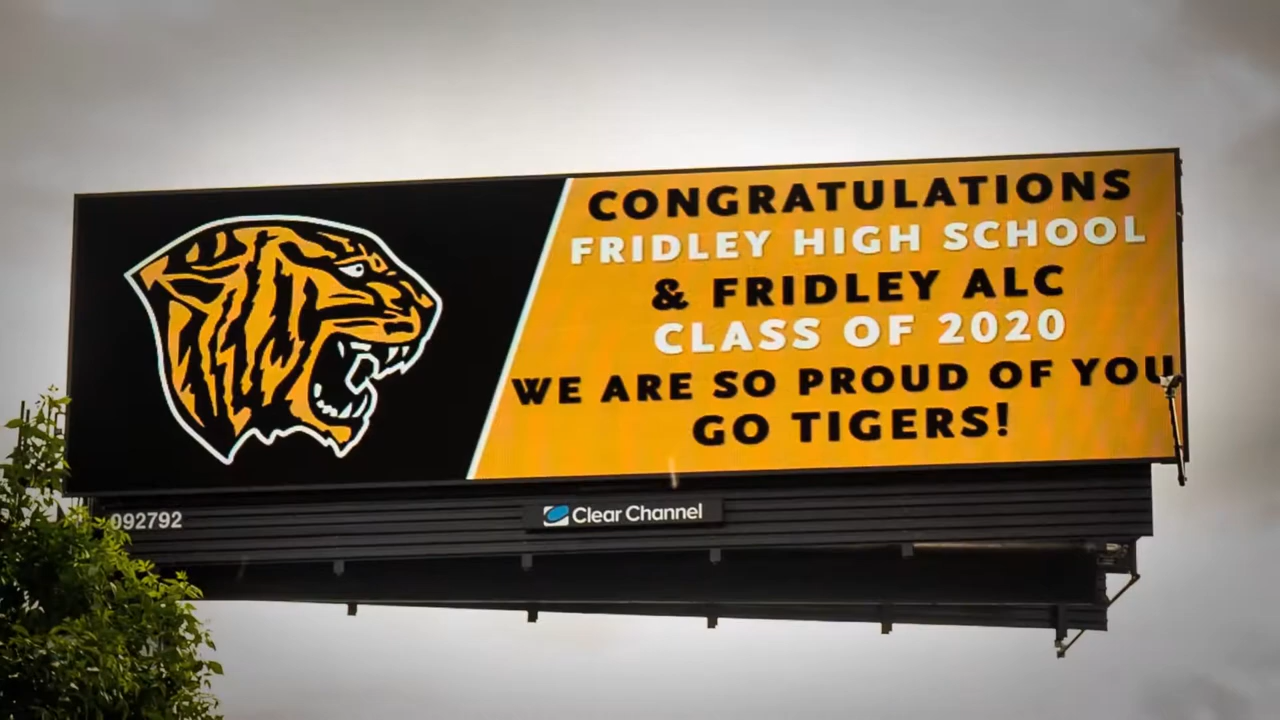 CONGRATULATIONS
FRIDLEY HIGH SCHOOL
& FRIDLEY ALC
CLASS OF 2020
WE ARE SO PROUD OF YOU
GO TIGERS!
092792
Clear Channel